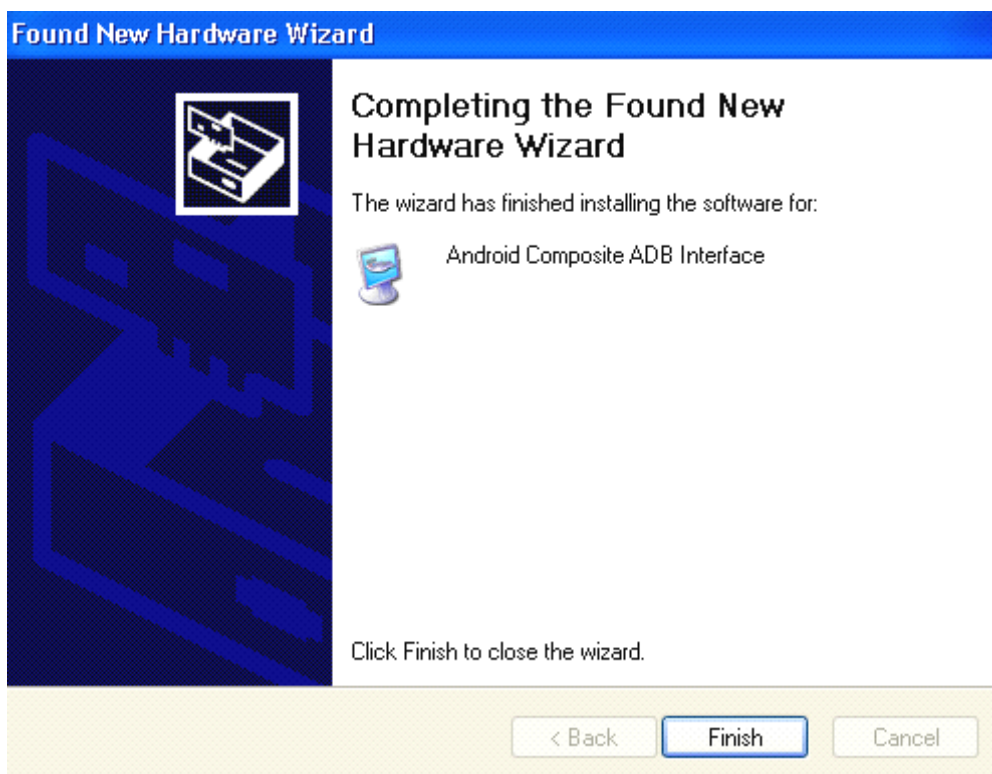 Found New Hardware Wizard
Completing the Found New
Hardware Wizard
The wizard has finished installing the software for:
Android Composite ADB Interface
Click Finish to close the wizard.
< Back Finish Cancel